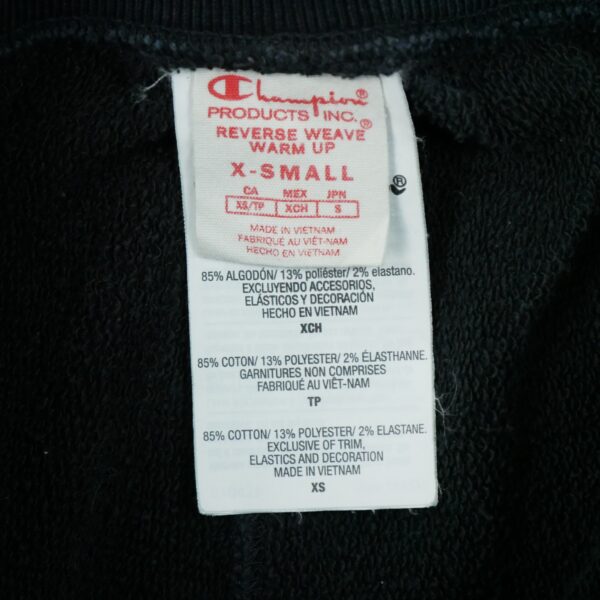 Champion®
PRODUCTS INC.®
REVERSE WEAVE
WARM UP
X-SMALL
CA MEX JPN
XS/TP XCH S
MADE IN VIETNAM
FABRIQUÉ AU VIÊT-NAM
HECHO EN VIETNAM
®
85% ALGODÓN/ 13% poliéster/ 2% elastano.
EXCLUYENDO ACCESORIOS,
ELÁSTICOS Y DECORACIÓN
HECHO EN VIETNAM
XCH
85% COTON/ 13% POLYESTER/ 2% ÉLASTHANNE.
GARNITURES NON COMPRISES
FABRIQUÉ AU VIÊT-NAM
TP
85% COTTON/ 13% POLYESTER/ 2% ELASTANE.
EXCLUSIVE OF TRIM,
ELASTICS AND DECORATION
MADE IN VIETNAM
XS